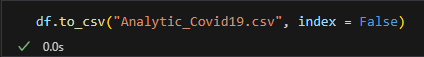 df.to_csv("Analytic_Covid19.csv", index = False)
0.0s